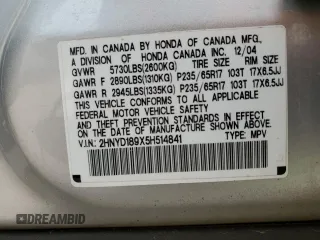 MFD. IN CANADA BY HONDA OF CANADA MFG.,
A DIVISION OF HONDA CANADA INC. 12/04
GVWR 5730LBS(2600KG) TIRE SIZE RIM SIZE
GAWR F 2890LBS(1310KG) P235/65R17 103T 17X6.5JJ
GAWR R 2945LBS(1335KG) P235/65R17 103T 17X6.5JJ
THIS VEHICLE CONFORMS TO ALL APPLICABLE
FEDERAL MOTOR VEHICLE SAFETY
STANDARDS IN EFFECT ON THE DATE OF
MANUFACTURE SHOWN ABOVE.
V.I.N: 2HNYD189X5H514841 TYPE: MPV
DREAMBID